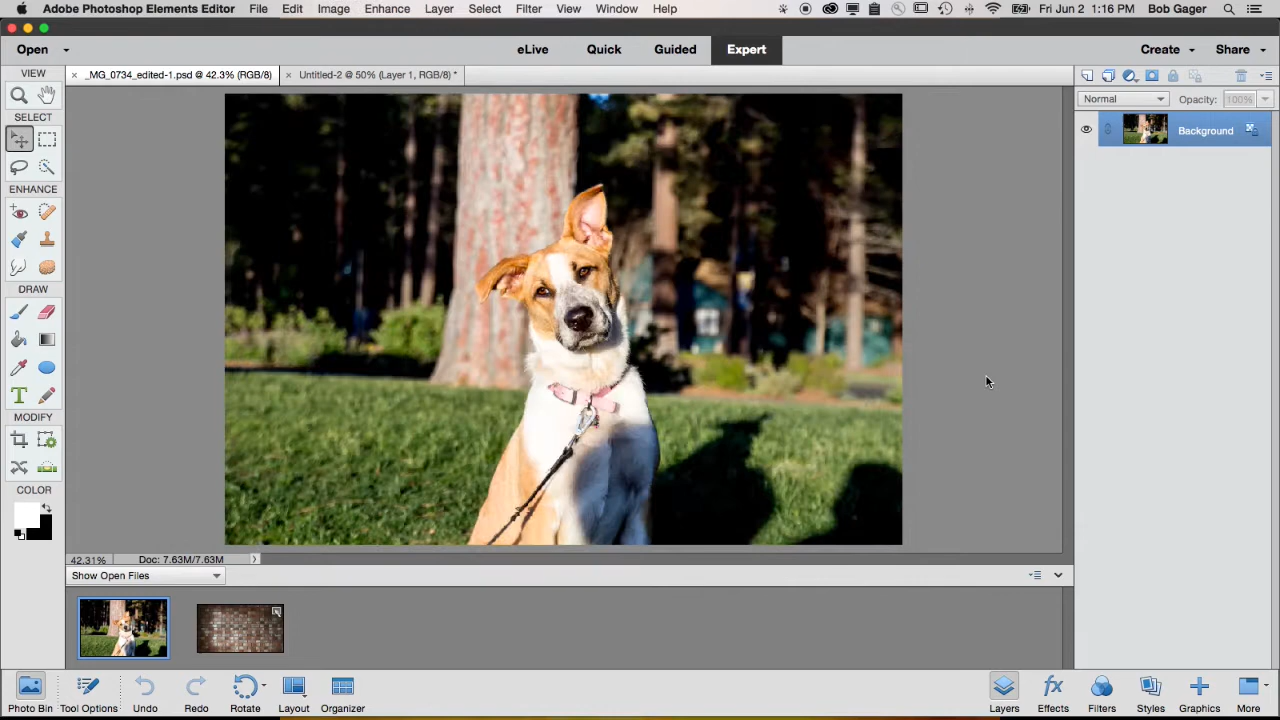 Adobe Photoshop Elements Editor File Edit Image Enhance Layer Select Filter View Window Help Fri Jun 2 1:16 PM Bob Gager
Open eLive Quick Guided Expert Create Share
VIEW × _MG_0734_edited-1.psd @ 42.3% (RGB/8) × Untitled-2 @ 50% (Layer 1, RGB/8) *
Normal Opacity: 100%
SELECT
Background
ENHANCE
DRAW
T
MODIFY
COLOR
42.31% Doc: 7.63M/7.63M
Show Open Files
Photo Bin Tool Options Undo Redo Rotate Layout Organizer Layers Effects Filters Styles Graphics More